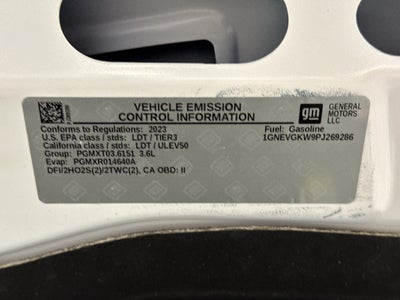 VEHICLE EMISSION
CONTROL INFORMATION
gm
GENERAL
MOTORS
LLC
Conforms to Regulations: 2023
Fuel: Gasoline
U.S. EPA class / stds: LDT / TIER3
1GNEVGKW9PJ269286
California class / stds: LDT / ULEV50
Group: PGMXT03.6151 3.6L
Evap: PGMXR014640A
DFI/2HO2S(2)/2TWC(2), CA OBD: II